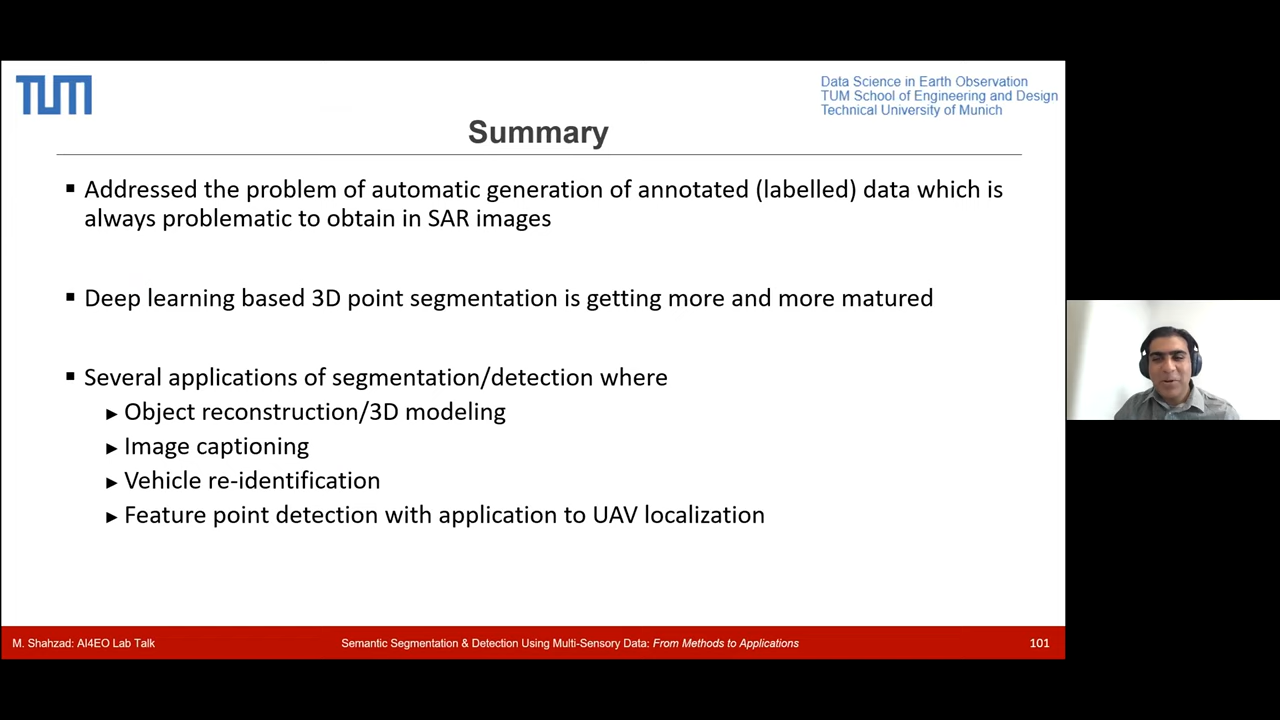 TUM
Data Science in Earth Observation
TUM School of Engineering and Design
Technical University of Munich
Summary
▪ Addressed the problem of automatic generation of annotated (labelled) data which is
always problematic to obtain in SAR images
▪ Deep learning based 3D point segmentation is getting more and more matured
▪ Several applications of segmentation/detection where
► Object reconstruction/3D modeling
► Image captioning
► Vehicle re-identification
► Feature point detection with application to UAV localization
M. Shahzad: AI4EO Lab Talk
Semantic Segmentation & Detection Using Multi-Sensory Data: From Methods to Applications
101